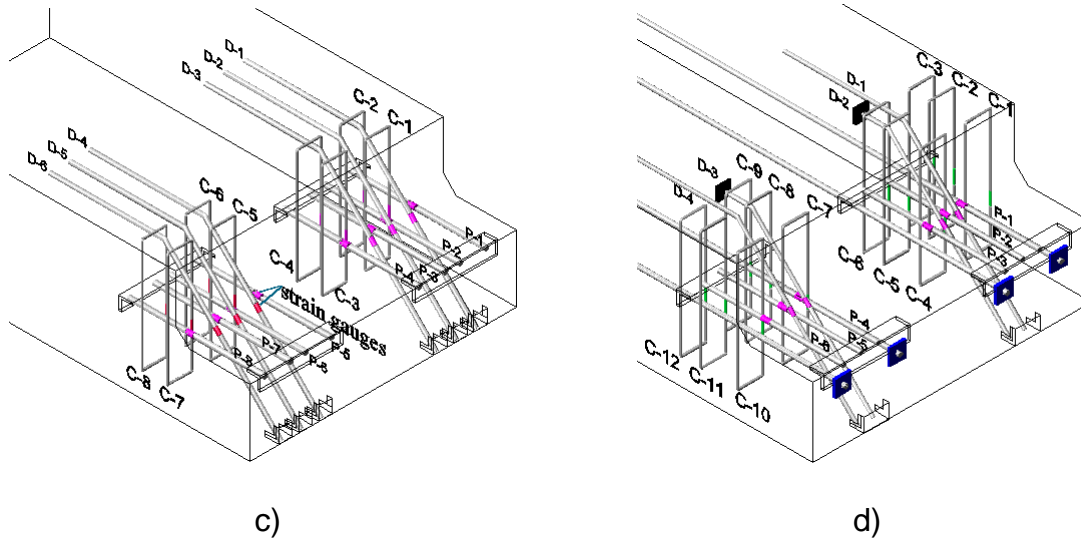 D-1
D-2
D-3
C-2
C-1
D-4
D-5
D-6
C-6
C-5
C-4
C-3
P-1
P-2
P-3
P-4
strain gauges
P-5
P-6
P-7
P-8
C-8
C-7
c)
C-3
C-2
C-1
D-1
D-2
D-3
D-4
C-9
C-8
C-7
C-6
C-5
C-4
P-1
P-2
P-3
P-4
P-5
P-6
C-12
C-11
C-10
d)